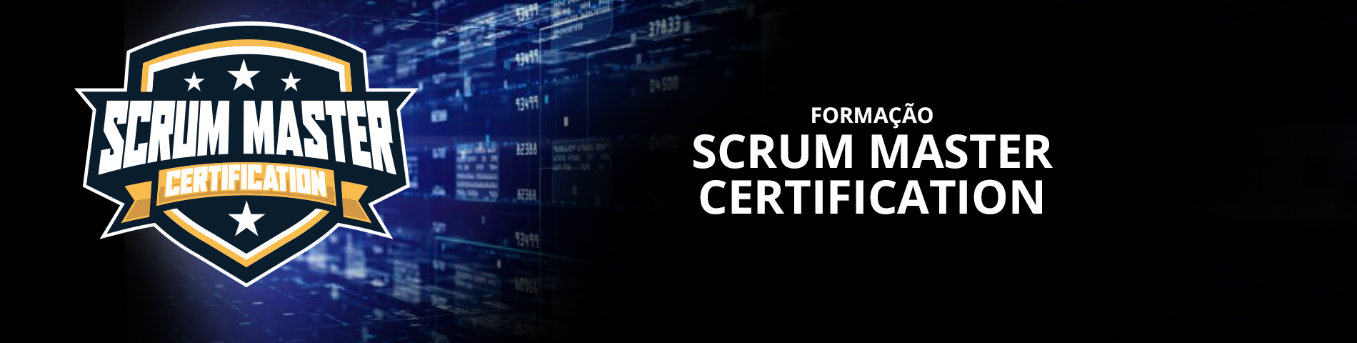 SCRUM MASTER
CERTIFICATION
FORMAÇÃO
SCRUM MASTER
CERTIFICATION